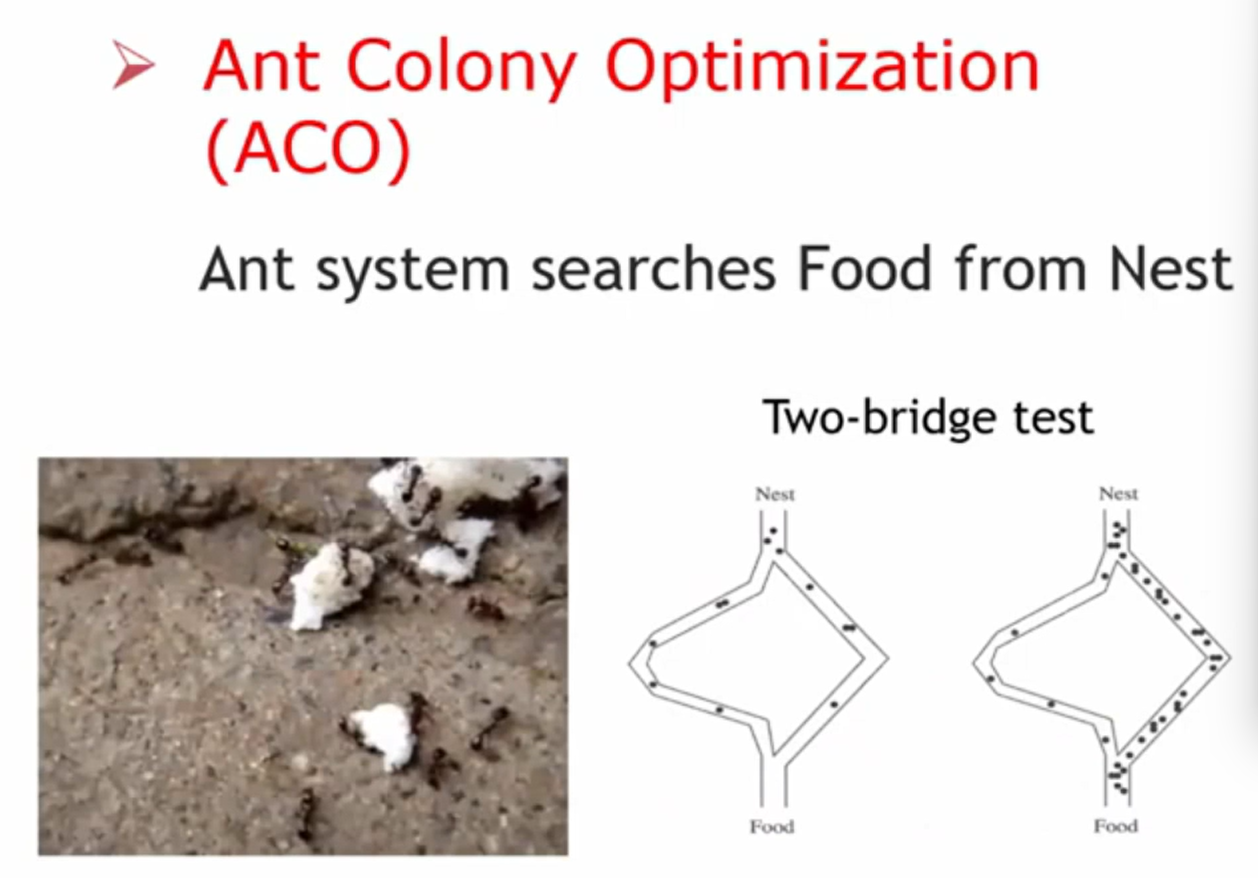 Ant Colony Optimization
(ACO)
Ant system searches Food from Nest
Two-bridge test
Nest
Nest
Food
Food